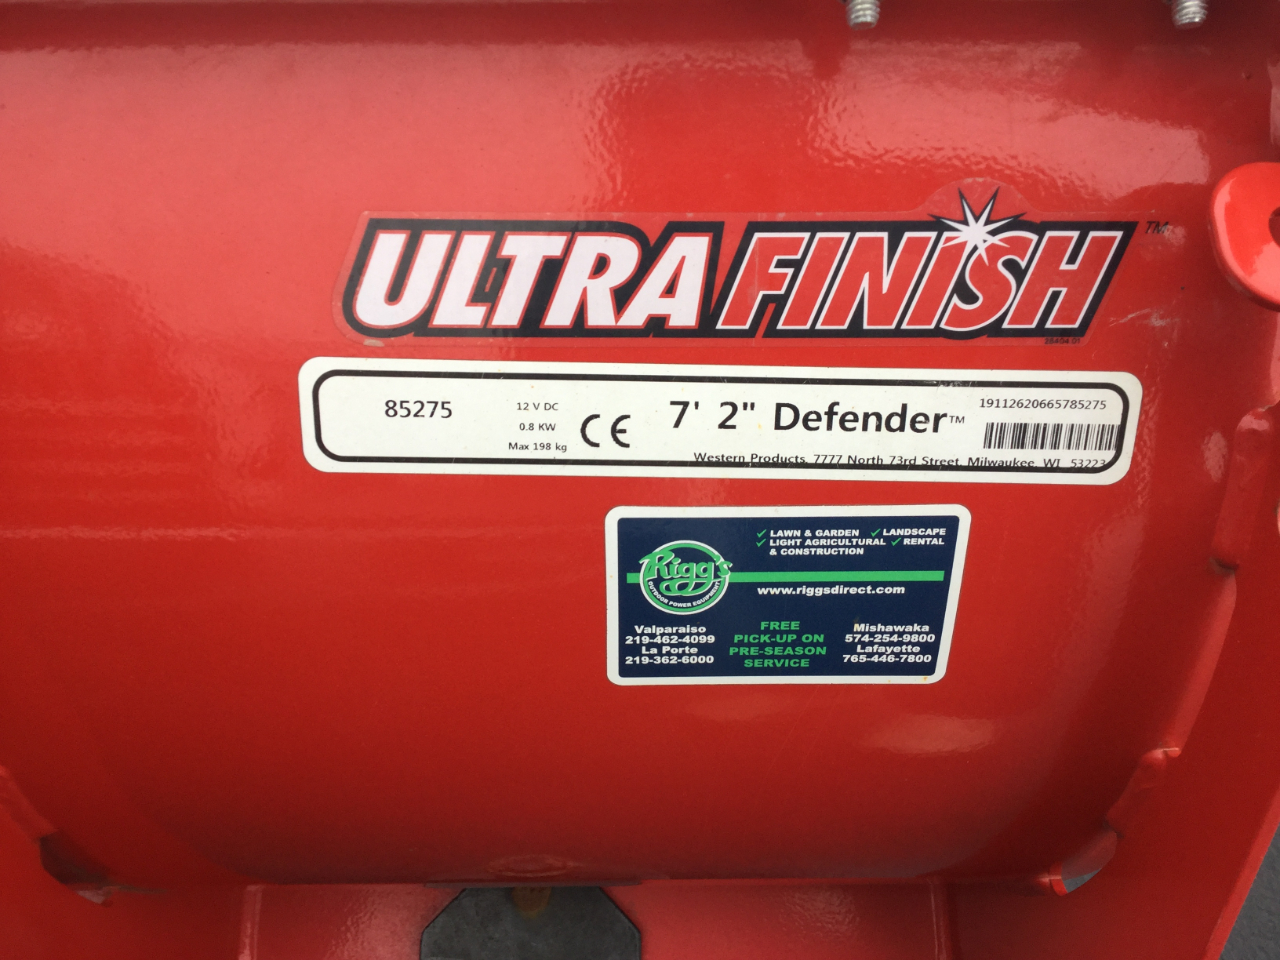 ULTRA FINISH™
28404.01
85275
12 V DC
0.8 KW
Max 198 kg
CE
7' 2" Defender™
19112620665785275
Western Products, 7777 North 73rd Street, Milwaukee, WI 53223
✓ LAWN & GARDEN ✓ LANDSCAPE
✓ LIGHT AGRICULTURAL ✓ RENTAL
& CONSTRUCTION
Rigg's
OUTDOOR POWER EQUIPMENT
www.riggsdirect.com
Valparaiso
219-462-4099
La Porte
219-362-6000
FREE
PICK-UP ON
PRE-SEASON
SERVICE
Mishawaka
574-254-9800
Lafayette
765-446-7800